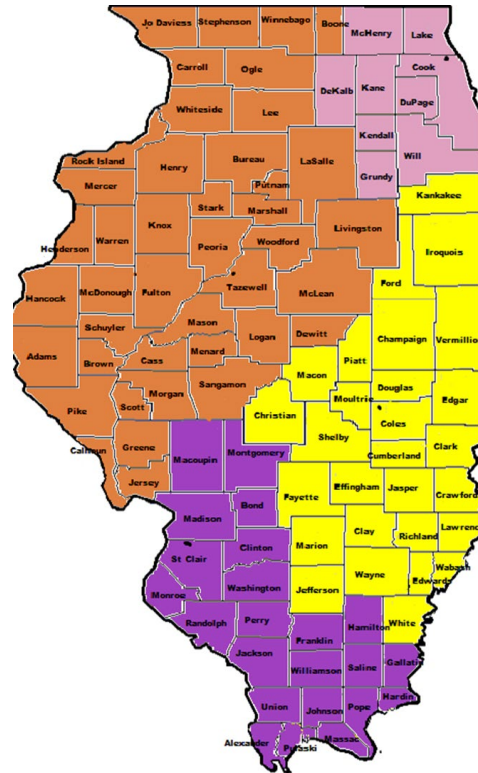 Jo Daviess
Stephenson
Winnebago
Boone
McHenry
Lake
Carroll
Ogle
DeKalb
Kane
Cook
DuPage
Whiteside
Lee
Kendall
Will
Rock Island
Henry
Bureau
LaSalle
Grundy
Mercer
Putnam
Kankakee
Stark
Marshall
Henderson
Warren
Knox
Peoria
Woodford
Livingston
Iroquois
Ford
Hancock
McDonough
Fulton
Tazewell
McLean
Schuyler
Mason
Logan
Dewitt
Champaign
Vermillio
Adams
Brown
Cass
Menard
Piatt
Macon
Morgan
Sangamon
Douglas
Edgar
Pike
Scott
Christian
Moultrie
Coles
Calhoun
Greene
Macoupin
Montgomery
Shelby
Cumberland
Clark
Jersey
Fayette
Effingham
Jasper
Crawford
Madison
Bond
Clay
Richland
Lawrenc
St Clair
Clinton
Marion
Wabash
Wayne
Edwards
Monroe
Washington
Jefferson
Randolph
Perry
Franklin
Hamilton
White
Jackson
Williamson
Saline
Gallati
Union
Johnson
Pope
Hardin
Alexander
Pulaski
Massac